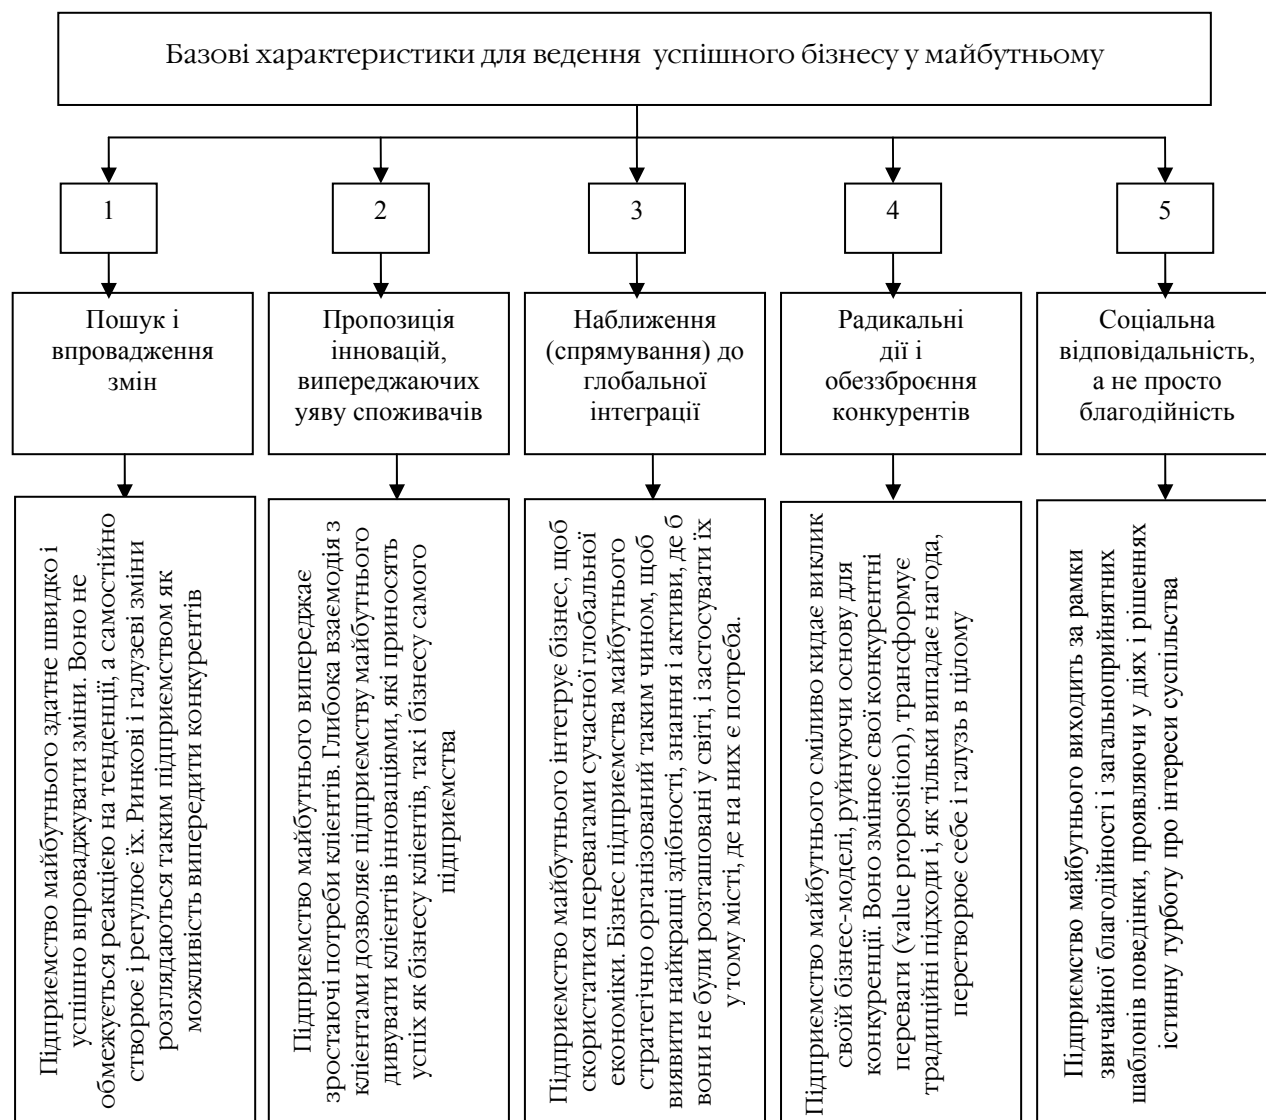 Базові характеристики для ведення успішного бізнесу у майбутньому
1
2
3
4
5
Пошук і
впровадження
змін
Пропозиція
інновацій,
випереджаючих
уяву споживачів
Наближення
(спрямування) до
глобальної
інтеграції
Радикальні
дії і
обеззброєння
конкурентів
Соціальна
відповідальність,
а не просто
благодійність
Підприємство майбутнього здатне швидко і
успішно впроваджувати зміни. Воно не
обмежується реакцією на тенденції, а самостійно
створює і регулює їх. Ринкові і галузеві зміни
розглядаються таким підприємством як
можливість випередити конкурентів
Підприємство майбутнього випереджає
зростаючі потреби клієнтів. Глибока взаємодія з
клієнтами дозволяє підприємству майбутнього
дивувати клієнтів інноваціями, які приносять
успіх як бізнесу клієнтів, так і бізнесу самого
підприємства
Підприємство майбутнього інтегрує бізнес, щоб
скористатися перевагами сучасної глобальної
економіки. Бізнес підприємства майбутнього
стратегічно організований таким чином, щоб
виявити найкращі здібності, знання і активи, де б
вони не були розташовані у світі, і застосувати їх
у тому місті, де на них є потреба.
Підприємство майбутнього сміливо кидає виклик
своїй бізнес-моделі, руйнуючи основу для
конкуренції. Воно змінює свої конкурентні
переваги (value proposition), трансформує
традиційні підходи і, як тільки випадає нагода,
перетворює себе і галузь в цілому
Підприємство майбутнього виходить за рамки
звичайної благодійності і загальноприйнятних
шаблонів поведінки, проявляючи у діях і рішеннях
істинну турботу про інтереси суспільства